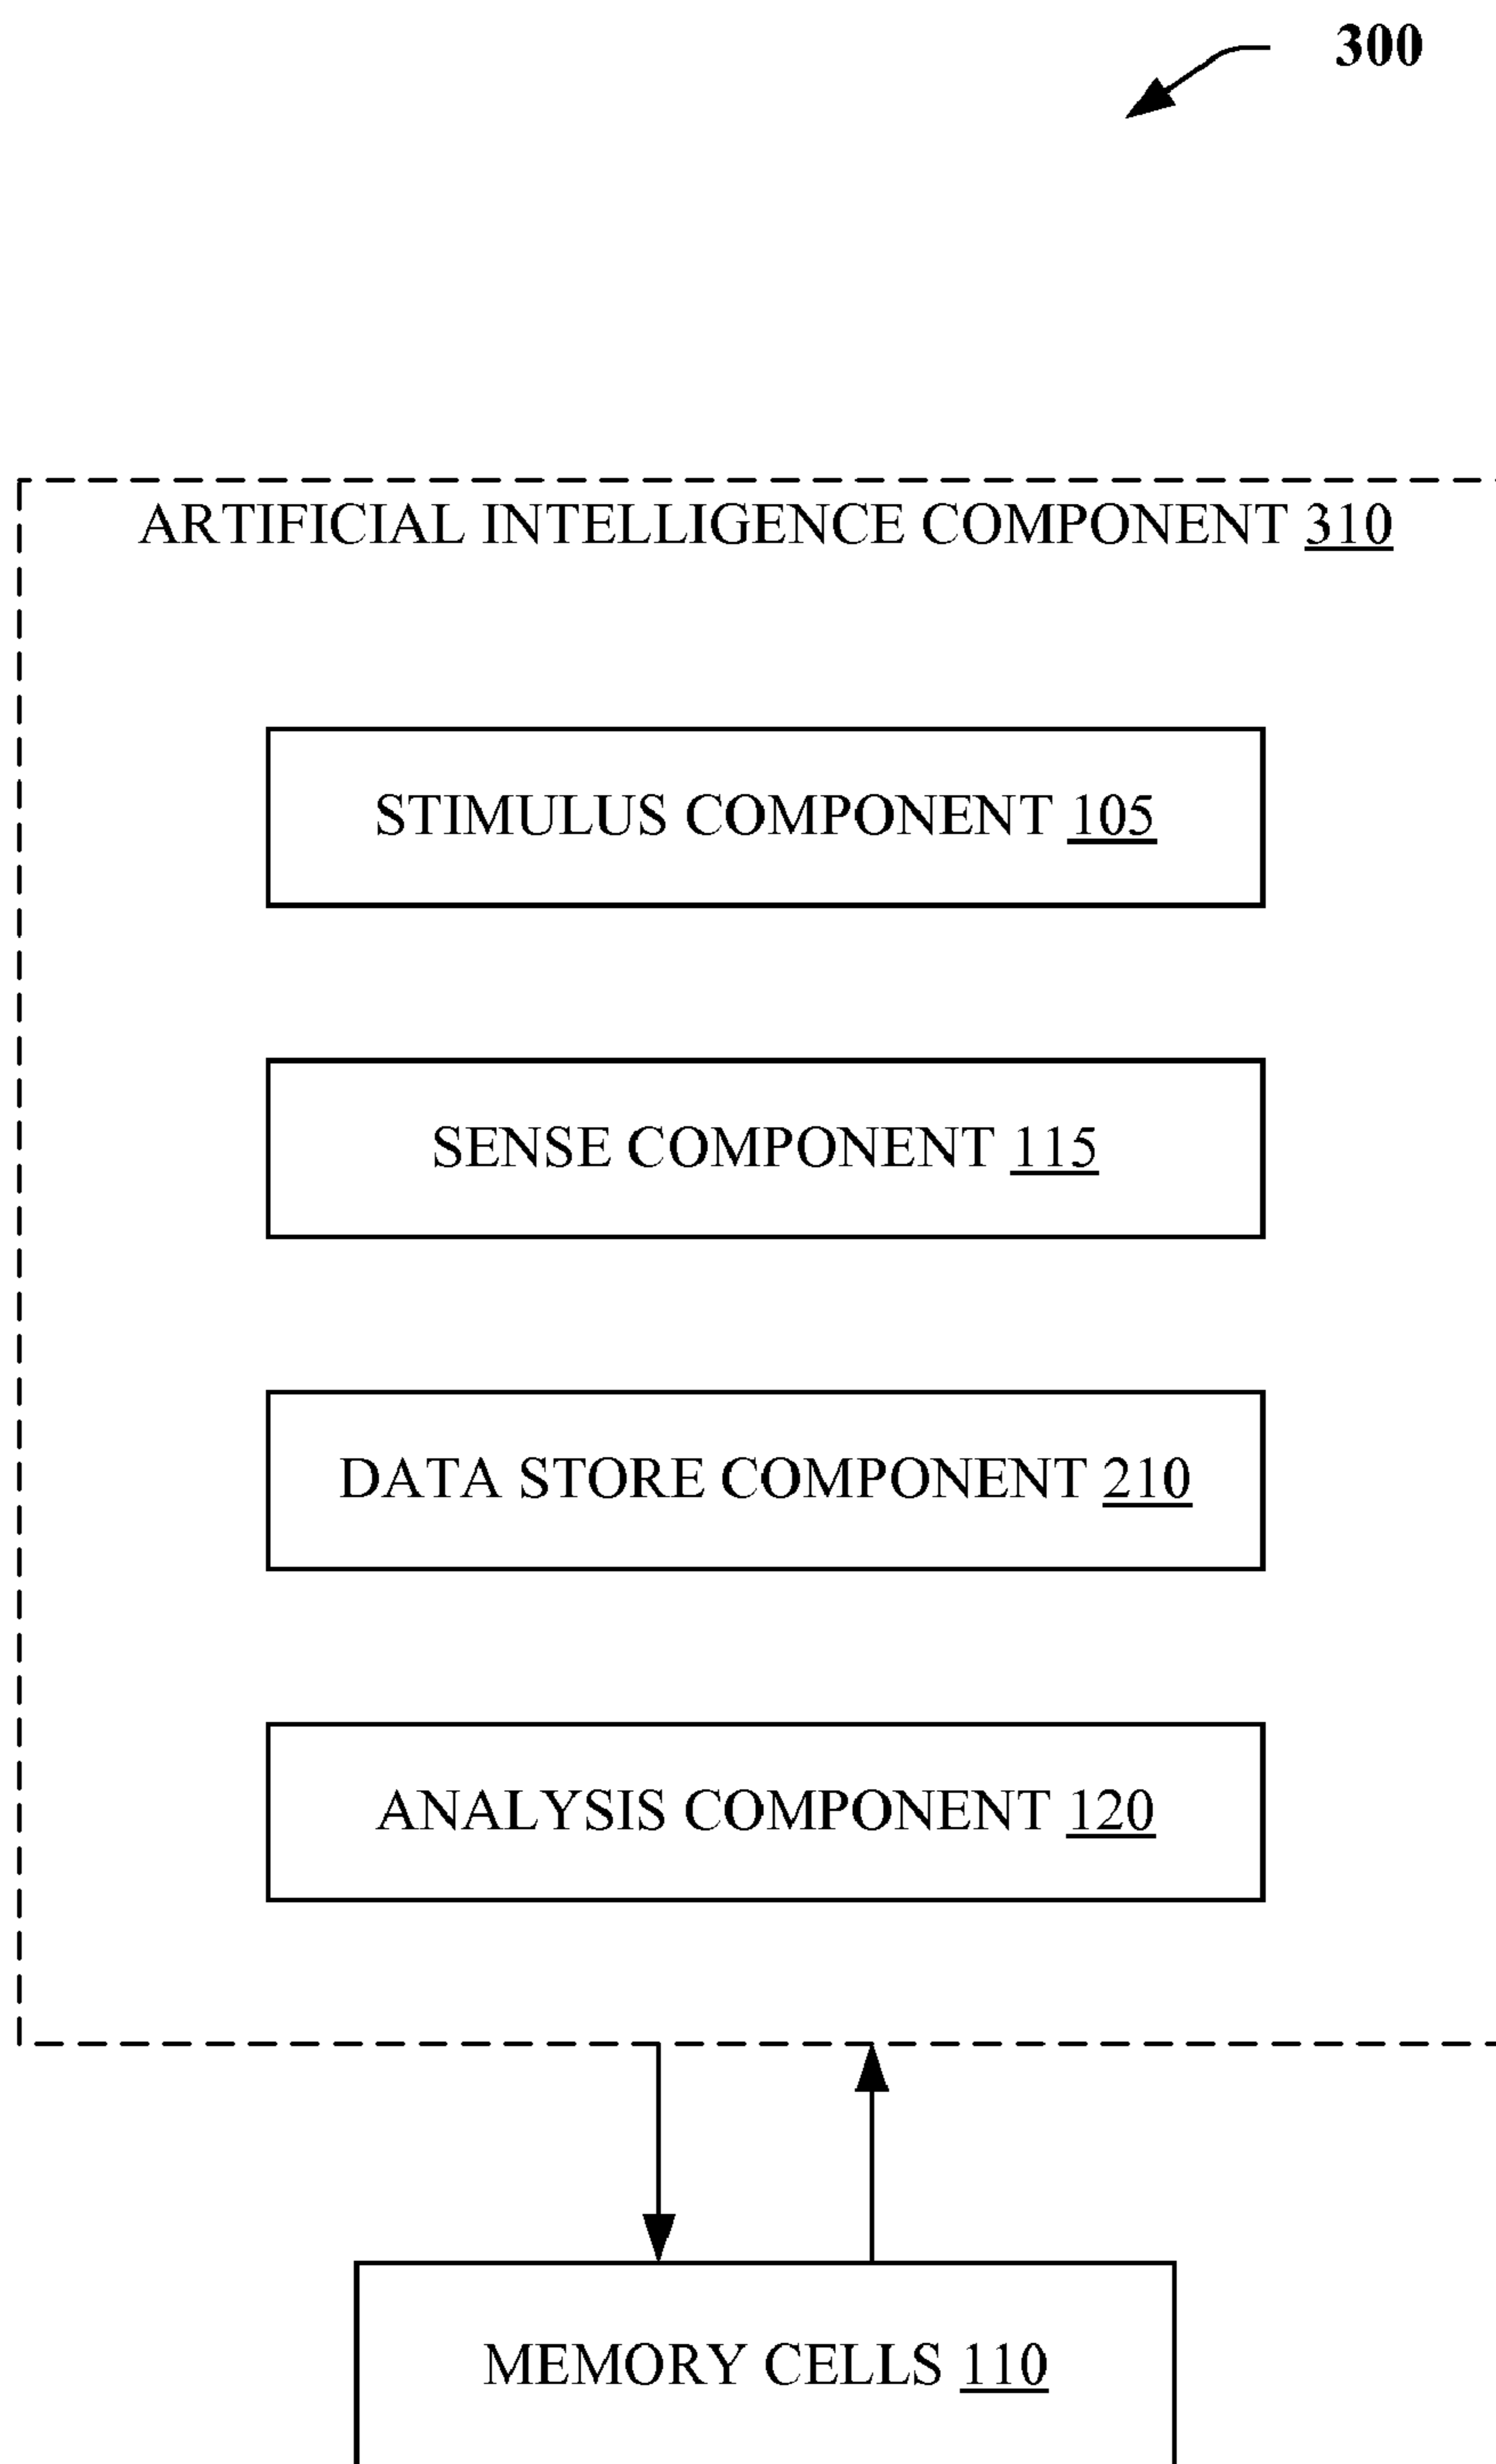 300
ARTIFICIAL INTELLIGENCE COMPONENT 310
STIMULUS COMPONENT 105
SENSE COMPONENT 115
DATA STORE COMPONENT 210
ANALYSIS COMPONENT 120
MEMORY CELLS 110